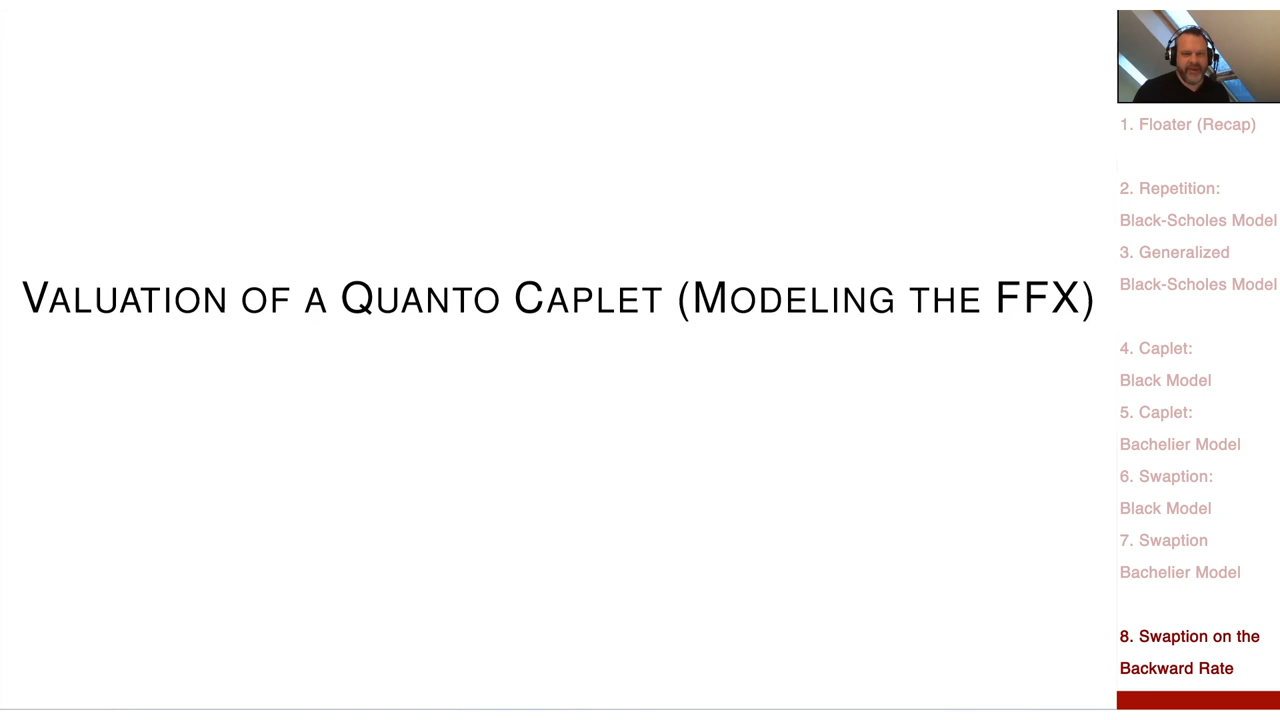 VALUATION OF A QUANTO CAPLET (MODELING THE FFX)
1. Floater (Recap)
2. Repetition:
Black-Scholes Model
3. Generalized
Black-Scholes Model
4. Caplet:
Black Model
5. Caplet:
Bachelier Model
6. Swaption:
Black Model
7. Swaption
Bachelier Model
8. Swaption on the
Backward Rate